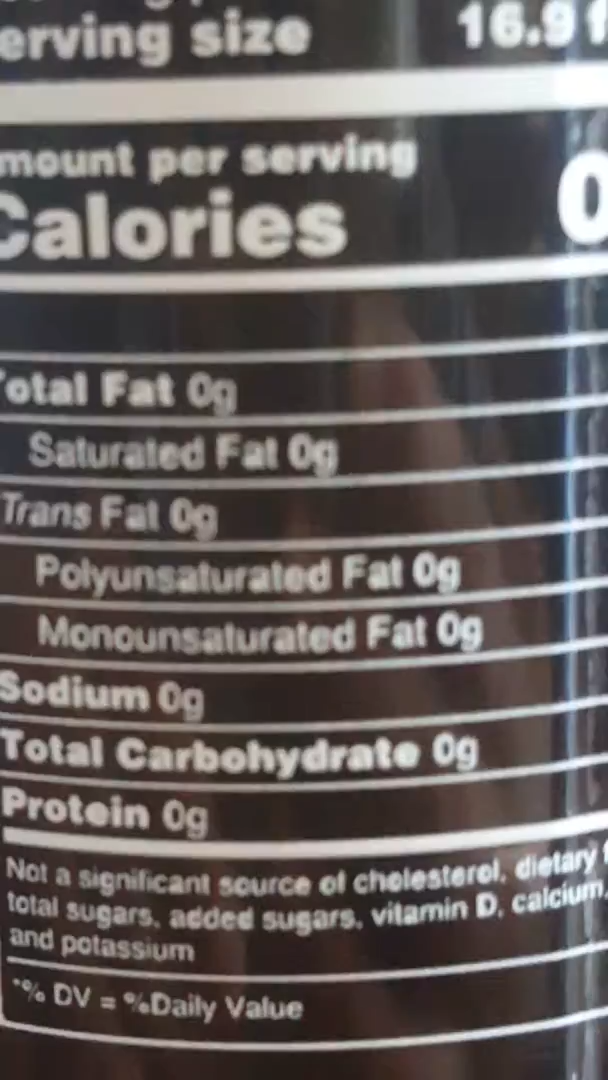 erving size 16.9 f
mount per serving
Calories 0
Total Fat 0g
Saturated Fat 0g
Trans Fat 0g
Polyunsaturated Fat 0g
Monounsaturated Fat 0g
Sodium 0g
Total Carbohydrate 0g
Protein 0g
Not a significant source of cholesterol, dietary f
total sugars, added sugars, vitamin D, calcium,
and potassium
*% DV = %Daily Value